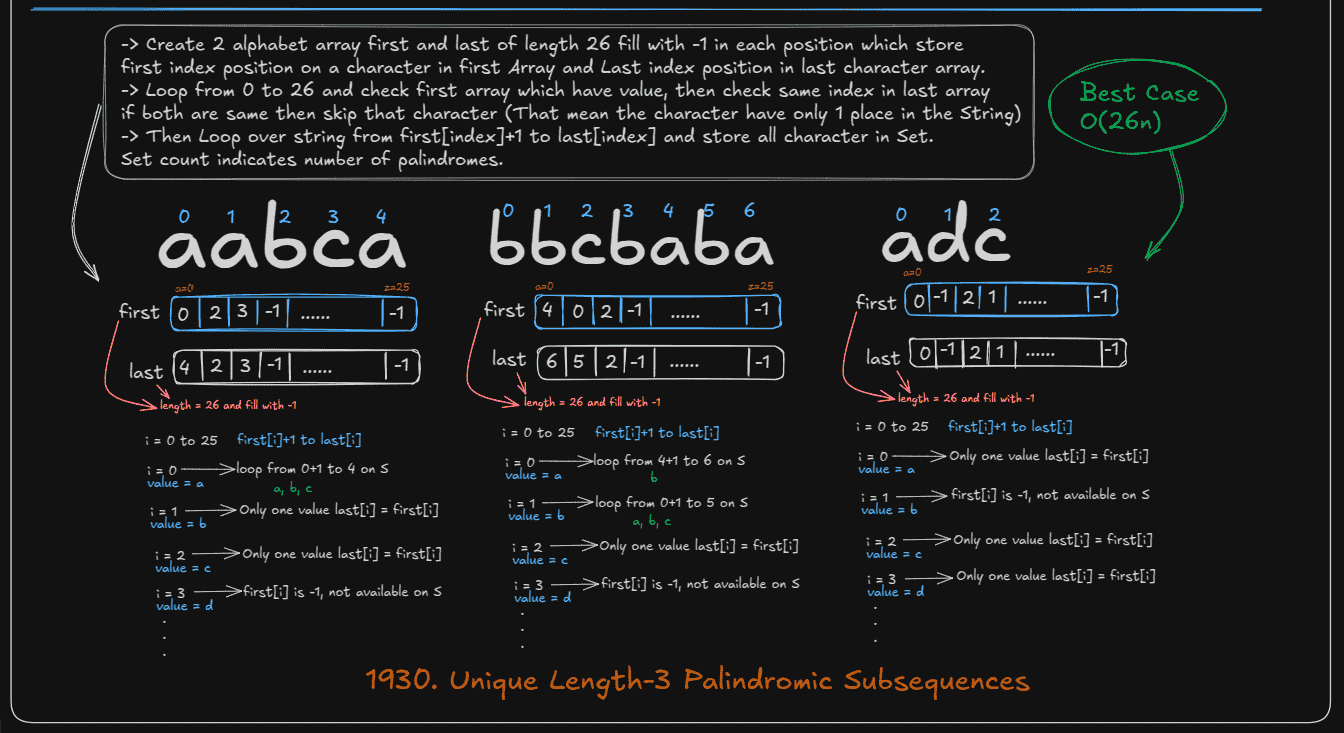 -> Create 2 alphabet array first and last of length 26 fill with -1 in each position which store
first index position on a character in first Array and Last index position in last character array.
-> Loop from 0 to 26 and check first array which have value, then check same index in last array
if both are same then skip that character (That mean the character have only 1 place in the String)
-> Then Loop over string from first[index]+1 to last[index] and store all character in Set.
Set count indicates number of palindromes.
Best Case
O(26n)
0 1 2 3 4
aabca
a=0 z=25
first 0 2 3 -1 ...... -1
last 4 2 3 -1 ...... -1
length = 26 and fill with -1
i = 0 to 25 first[i]+1 to last[i]
i = 0 loop from 0+1 to 4 on S
value = a a, b, c
i = 1 Only one value last[i] = first[i]
value = b
i = 2 Only one value last[i] = first[i]
value = c
i = 3 first[i] is -1, not available on S
value = d
.
.
.
0 1 2 3 4 5 6
bbcbaba
a=0 z=25
first 4 0 2 -1 ...... -1
last 6 5 2 -1 ...... -1
length = 26 and fill with -1
i = 0 to 25 first[i]+1 to last[i]
i = 0 loop from 4+1 to 6 on S
value = a b
i = 1 loop from 0+1 to 5 on S
value = b a, b, c
i = 2 Only one value last[i] = first[i]
value = c
i = 3 first[i] is -1, not available on S
value = d
.
.
.
0 1 2
adc
a=0 z=25
first 0 -1 2 1 ...... -1
last 0 -1 2 1 ...... -1
length = 26 and fill with -1
i = 0 to 25 first[i]+1 to last[i]
i = 0 Only one value last[i] = first[i]
value = a
i = 1 first[i] is -1, not available on S
value = b
i = 2 Only one value last[i] = first[i]
value = c
i = 3 Only one value last[i] = first[i]
value = d
.
.
.
1930. Unique Length-3 Palindromic Subsequences